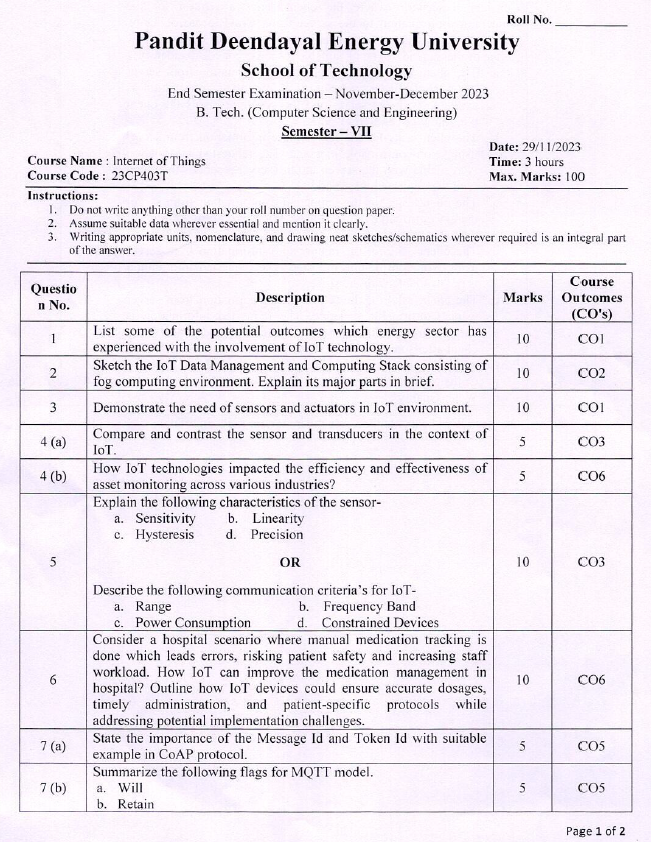 Roll No. ____________
Pandit Deendayal Energy University
School of Technology
End Semester Examination – November-December 2023
B. Tech. (Computer Science and Engineering)
Semester – VII
Date: 29/11/2023
Course Name : Internet of Things
Time: 3 hours
Course Code : 23CP403T
Max. Marks: 100
Instructions:
1. Do not write anything other than your roll number on question paper.
2. Assume suitable data wherever essential and mention it clearly.
3. Writing appropriate units, nomenclature, and drawing neat sketches/schematics wherever required is an integral part
of the answer.
Questio
n No.
Description
Marks
Course
Outcomes
(CO's)
1
List some of the potential outcomes which energy sector has
experienced with the involvement of IoT technology.
10
CO1
2
Sketch the IoT Data Management and Computing Stack consisting of
fog computing environment. Explain its major parts in brief.
10
CO2
3
Demonstrate the need of sensors and actuators in IoT environment.
10
CO1
4 (a)
Compare and contrast the sensor and transducers in the context of
IoT.
5
CO3
4 (b)
How IoT technologies impacted the efficiency and effectiveness of
asset monitoring across various industries?
5
CO6
5
Explain the following characteristics of the sensor-
a. Sensitivity b. Linearity
c. Hysteresis d. Precision
OR
Describe the following communication criteria's for IoT-
a. Range b. Frequency Band
c. Power Consumption d. Constrained Devices
10
CO3
6
Consider a hospital scenario where manual medication tracking is
done which leads errors, risking patient safety and increasing staff
workload. How IoT can improve the medication management in
hospital? Outline how IoT devices could ensure accurate dosages,
timely administration, and patient-specific protocols while
addressing potential implementation challenges.
10
CO6
7 (a)
State the importance of the Message Id and Token Id with suitable
example in CoAP protocol.
5
CO5
7 (b)
Summarize the following flags for MQTT model.
a. Will
b. Retain
5
CO5
Page 1 of 2